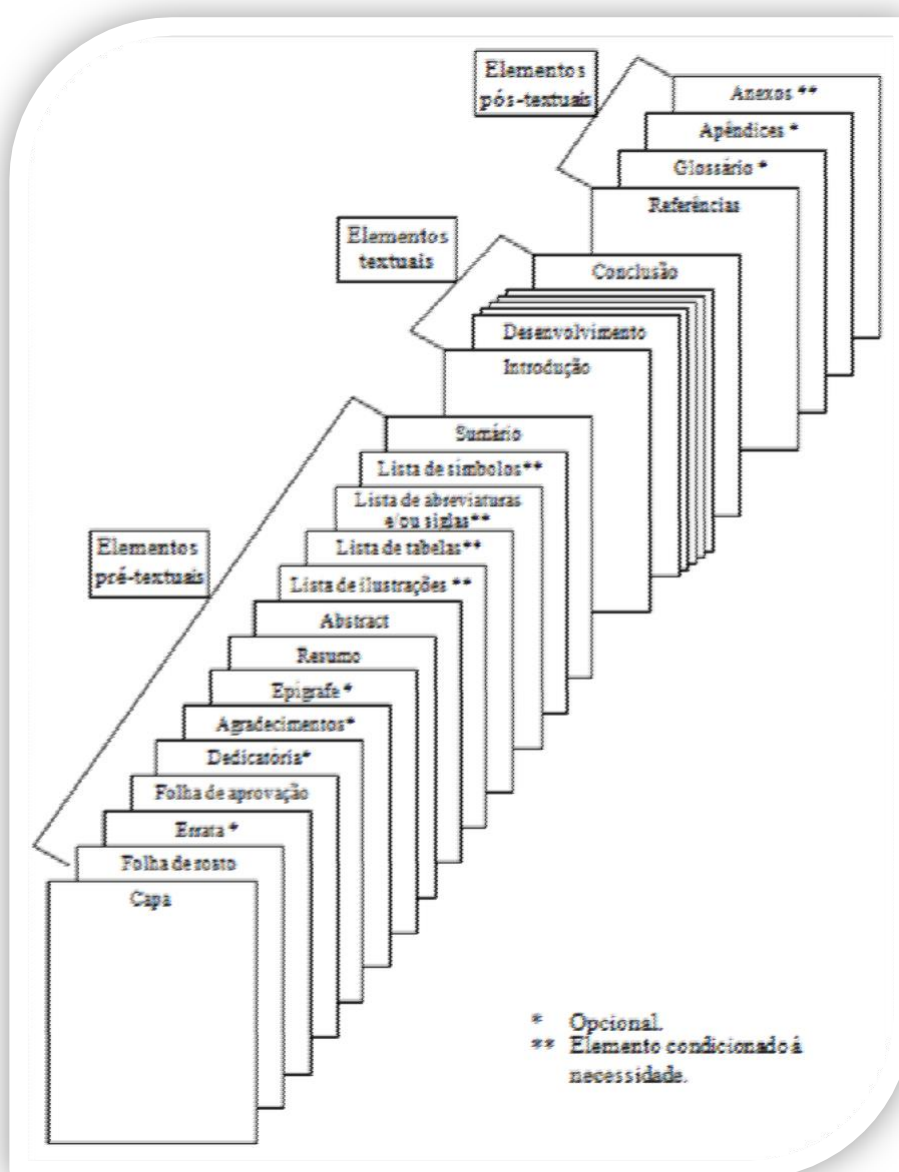 Elementos
pós-textuais
Anexos **
Apêndices *
Glossário *
Referências
Elementos
textuais
Conclusão
Desenvolvimento
Introdução
Sumário
Lista de símbolos**
Lista de abreviaturas
e/ou siglas**
Lista de tabelas**
Lista de ilustrações **
Elementos
pré-textuais
Abstract
Resumo
Epígrafe *
Agradecimentos*
Dedicatória*
Folha de aprovação
Errata *
Folha de rosto
Capa
* Opcional.
** Elemento condicionado à
necessidade.